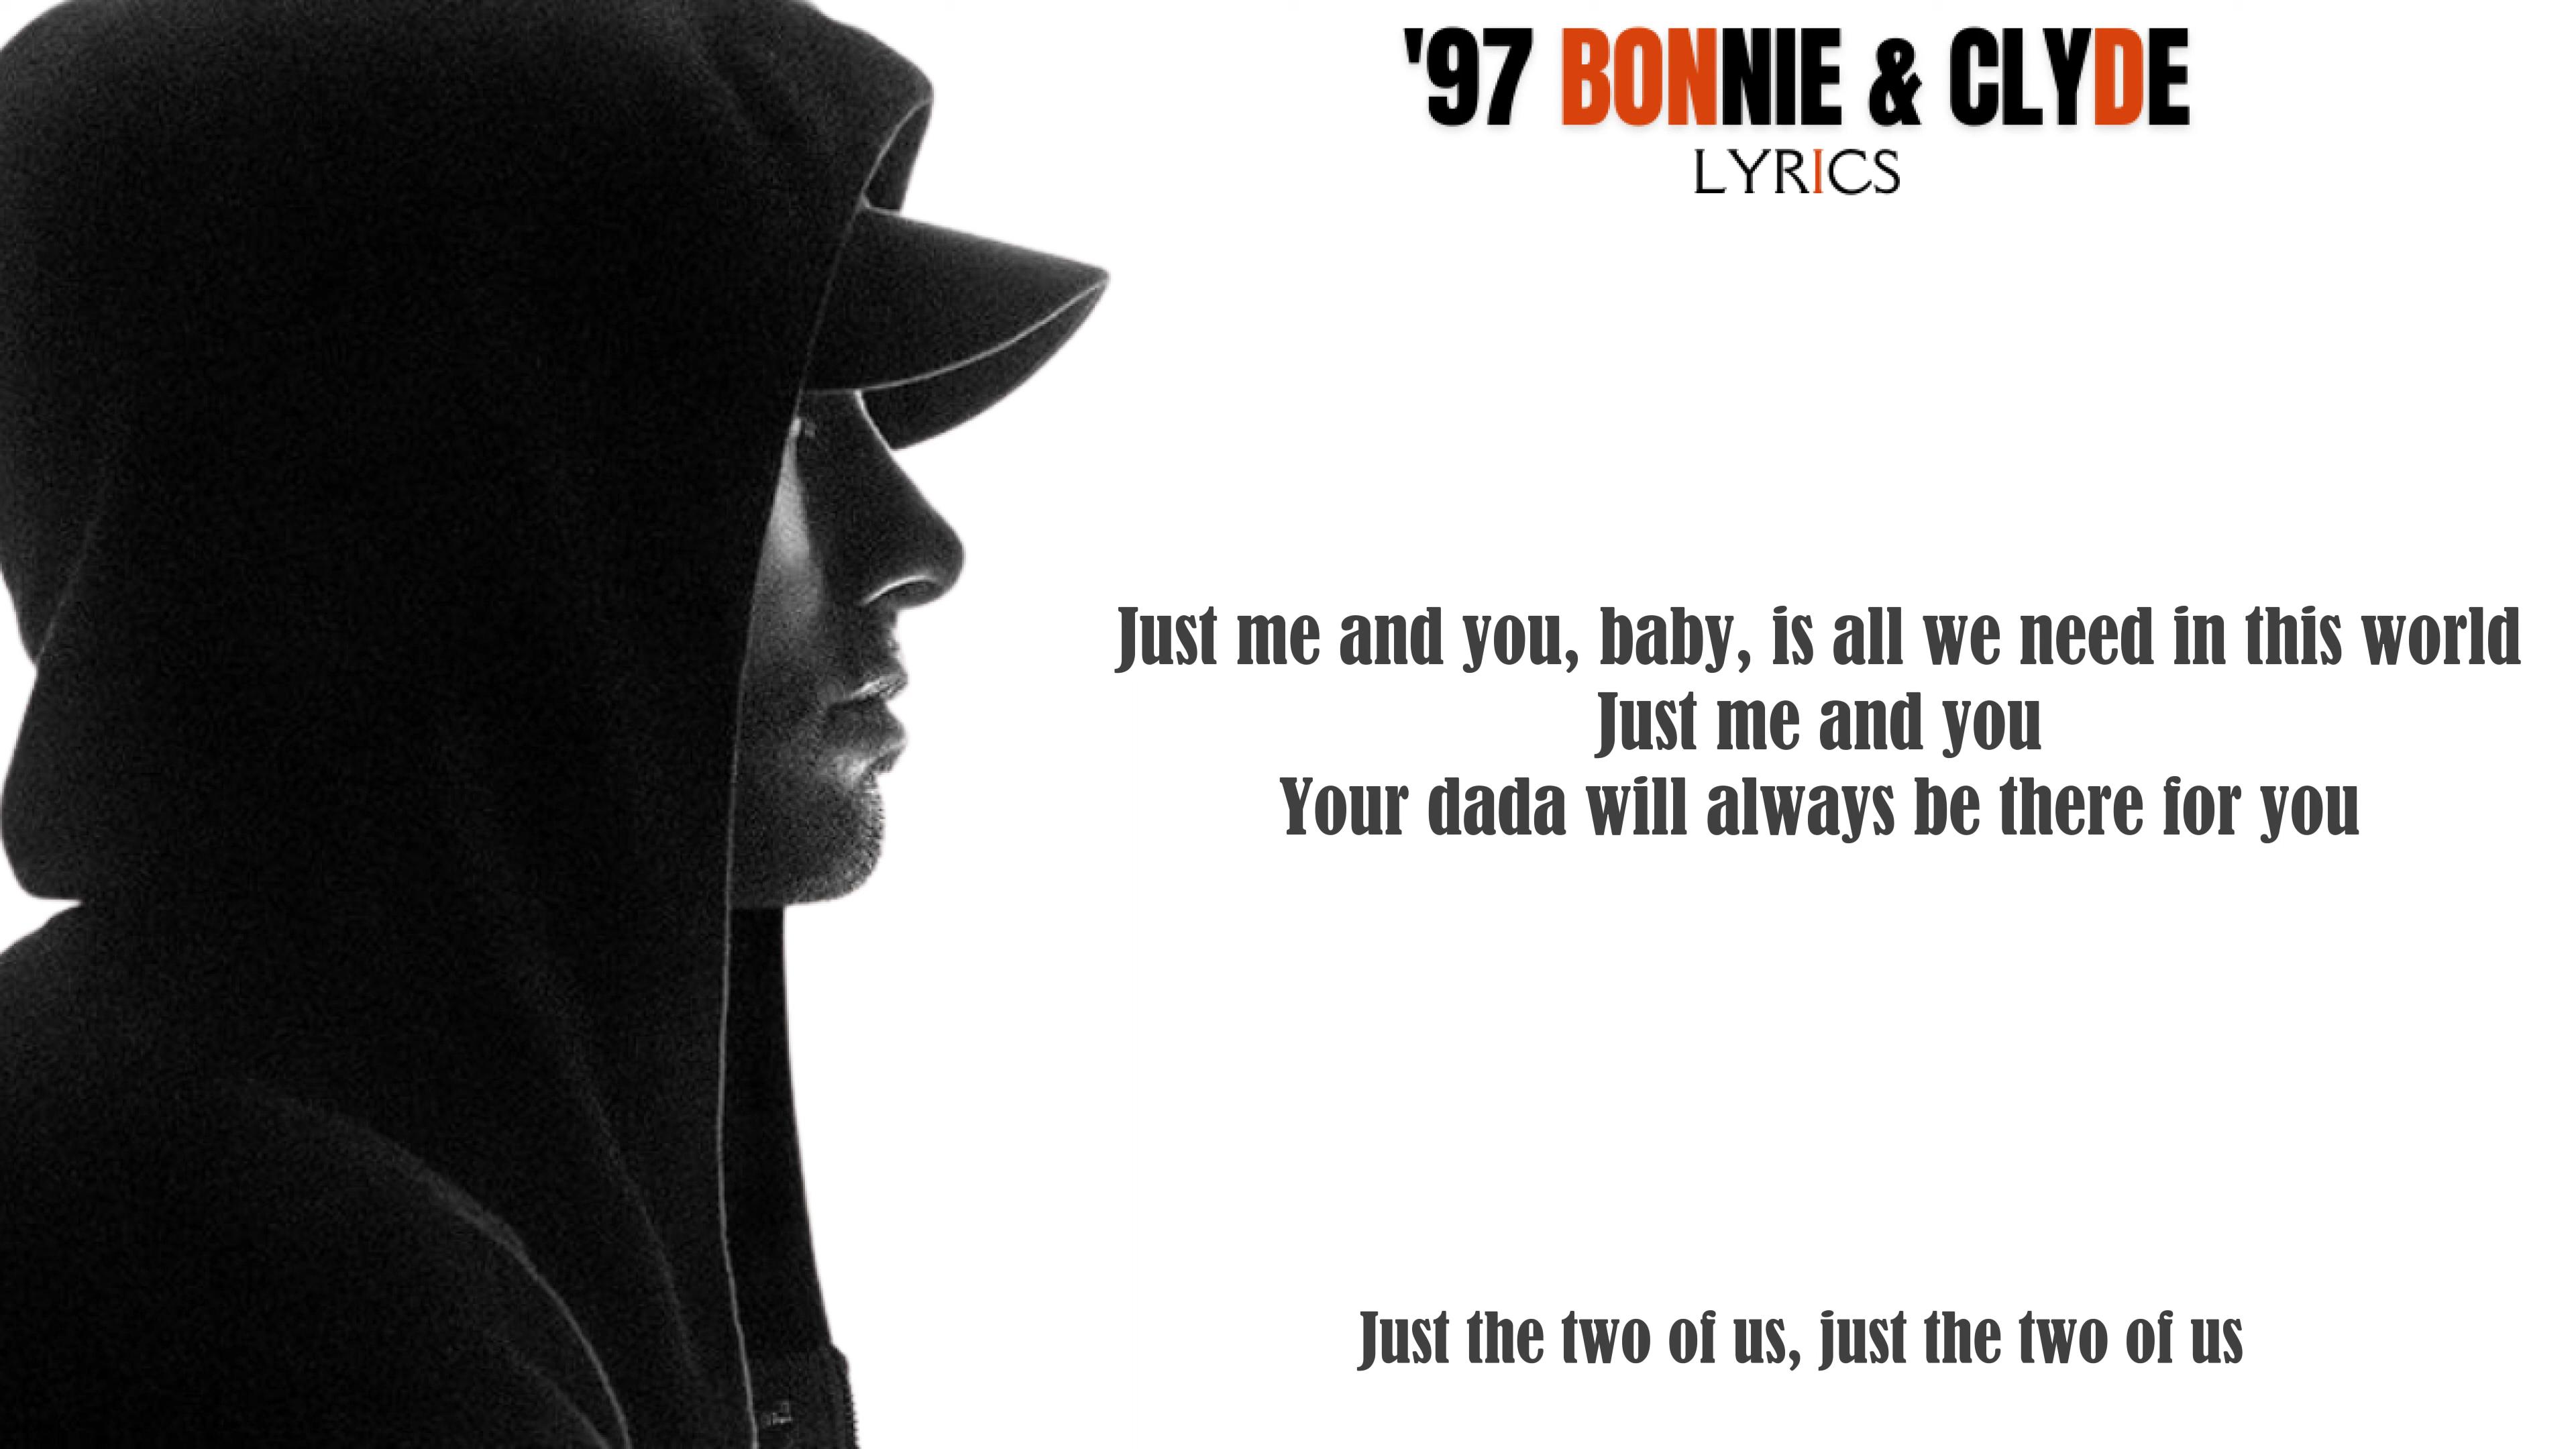 '97 BONNIE & CLYDE
LYRICS
Just me and you, baby, is all we need in this world
Just me and you
Your dada will always be there for you
Just the two of us, just the two of us